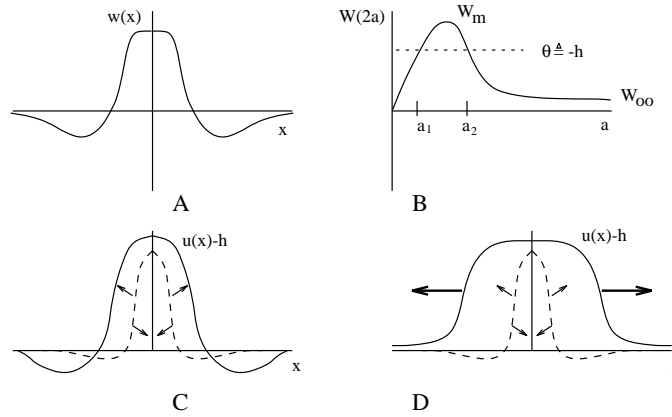 w(x)
x
A
W(2a)
W_m
θ ≜ -h
W_oo
a_1
a_2
a
B
u(x)-h
x
C
u(x)-h
D